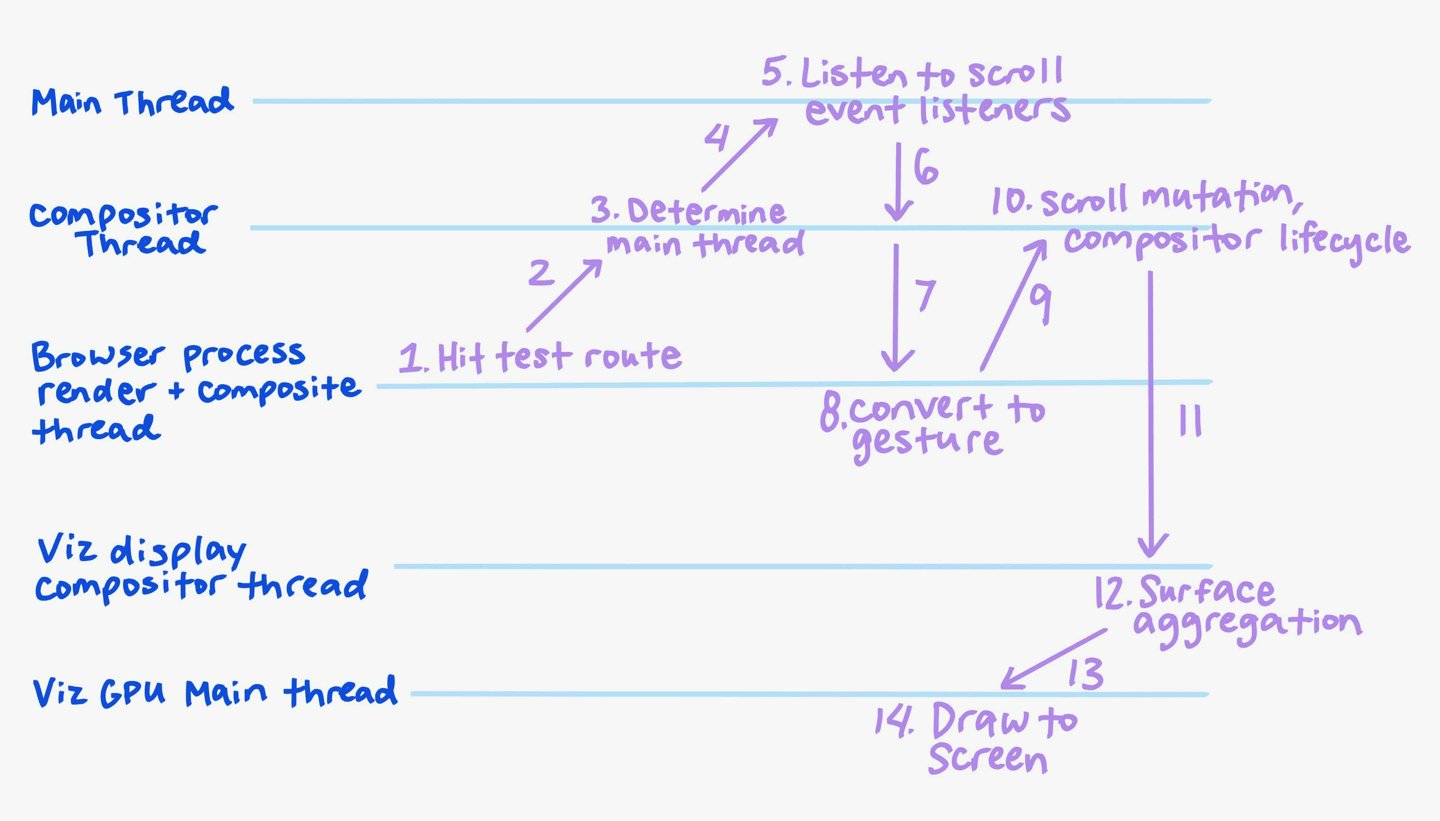 5. Listen to scroll
event listeners
Main Thread
4
6
3. Determine
main thread
10. scroll mutation,
compositor lifecycle
Compositor
Thread
2
7
9
1. Hit test route
Browser process
render + composite
thread
8. convert to
gesture
11
Viz display
compositor thread
12. Surface
aggregation
13
Viz GPU Main thread
14. Draw to
Screen